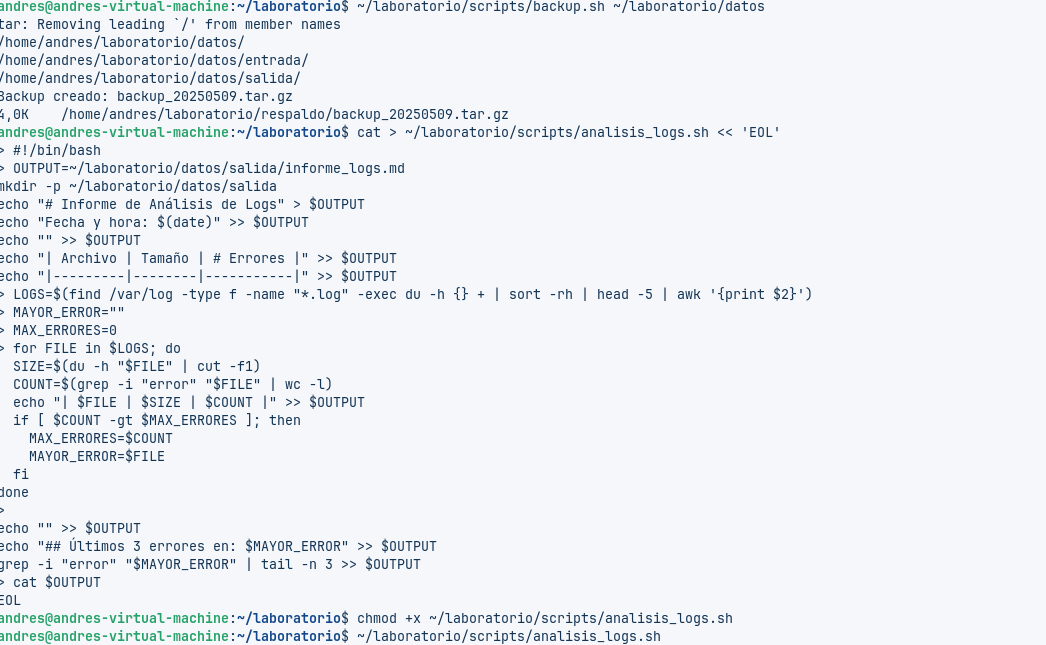 andres@andres-virtual-machine:~/laboratorio$ ~/laboratorio/scripts/backup.sh ~/laboratorio/datos
tar: Removing leading `/' from member names
/home/andres/laboratorio/datos/
/home/andres/laboratorio/datos/entrada/
/home/andres/laboratorio/datos/salida/
Backup creado: backup_20250509.tar.gz
4,0K    /home/andres/laboratorio/respaldo/backup_20250509.tar.gz
andres@andres-virtual-machine:~/laboratorio$ cat > ~/laboratorio/scripts/analisis_logs.sh << 'EOL'
> #!/bin/bash
> OUTPUT=~/laboratorio/datos/salida/informe_logs.md
mkdir -p ~/laboratorio/datos/salida
echo "# Informe de Análisis de Logs" > $OUTPUT
echo "Fecha y hora: $(date)" >> $OUTPUT
echo "" >> $OUTPUT
echo "| Archivo | Tamaño | # Errores |" >> $OUTPUT
echo "|---------|--------|-----------|" >> $OUTPUT
> LOGS=$(find /var/log -type f -name "*.log" -exec du -h {} + | sort -rh | head -5 | awk '{print $2}')
> MAYOR_ERROR=""
> MAX_ERRORES=0
> for FILE in $LOGS; do
  SIZE=$(du -h "$FILE" | cut -f1)
  COUNT=$(grep -i "error" "$FILE" | wc -l)
  echo "| $FILE | $SIZE | $COUNT |" >> $OUTPUT
  if [ $COUNT -gt $MAX_ERRORES ]; then
    MAX_ERRORES=$COUNT
    MAYOR_ERROR=$FILE
  fi
done
>
echo "" >> $OUTPUT
echo "## Últimos 3 errores en: $MAYOR_ERROR" >> $OUTPUT
grep -i "error" "$MAYOR_ERROR" | tail -n 3 >> $OUTPUT
> cat $OUTPUT
EOL
andres@andres-virtual-machine:~/laboratorio$ chmod +x ~/laboratorio/scripts/analisis_logs.sh
andres@andres-virtual-machine:~/laboratorio$ ~/laboratorio/scripts/analisis_logs.sh